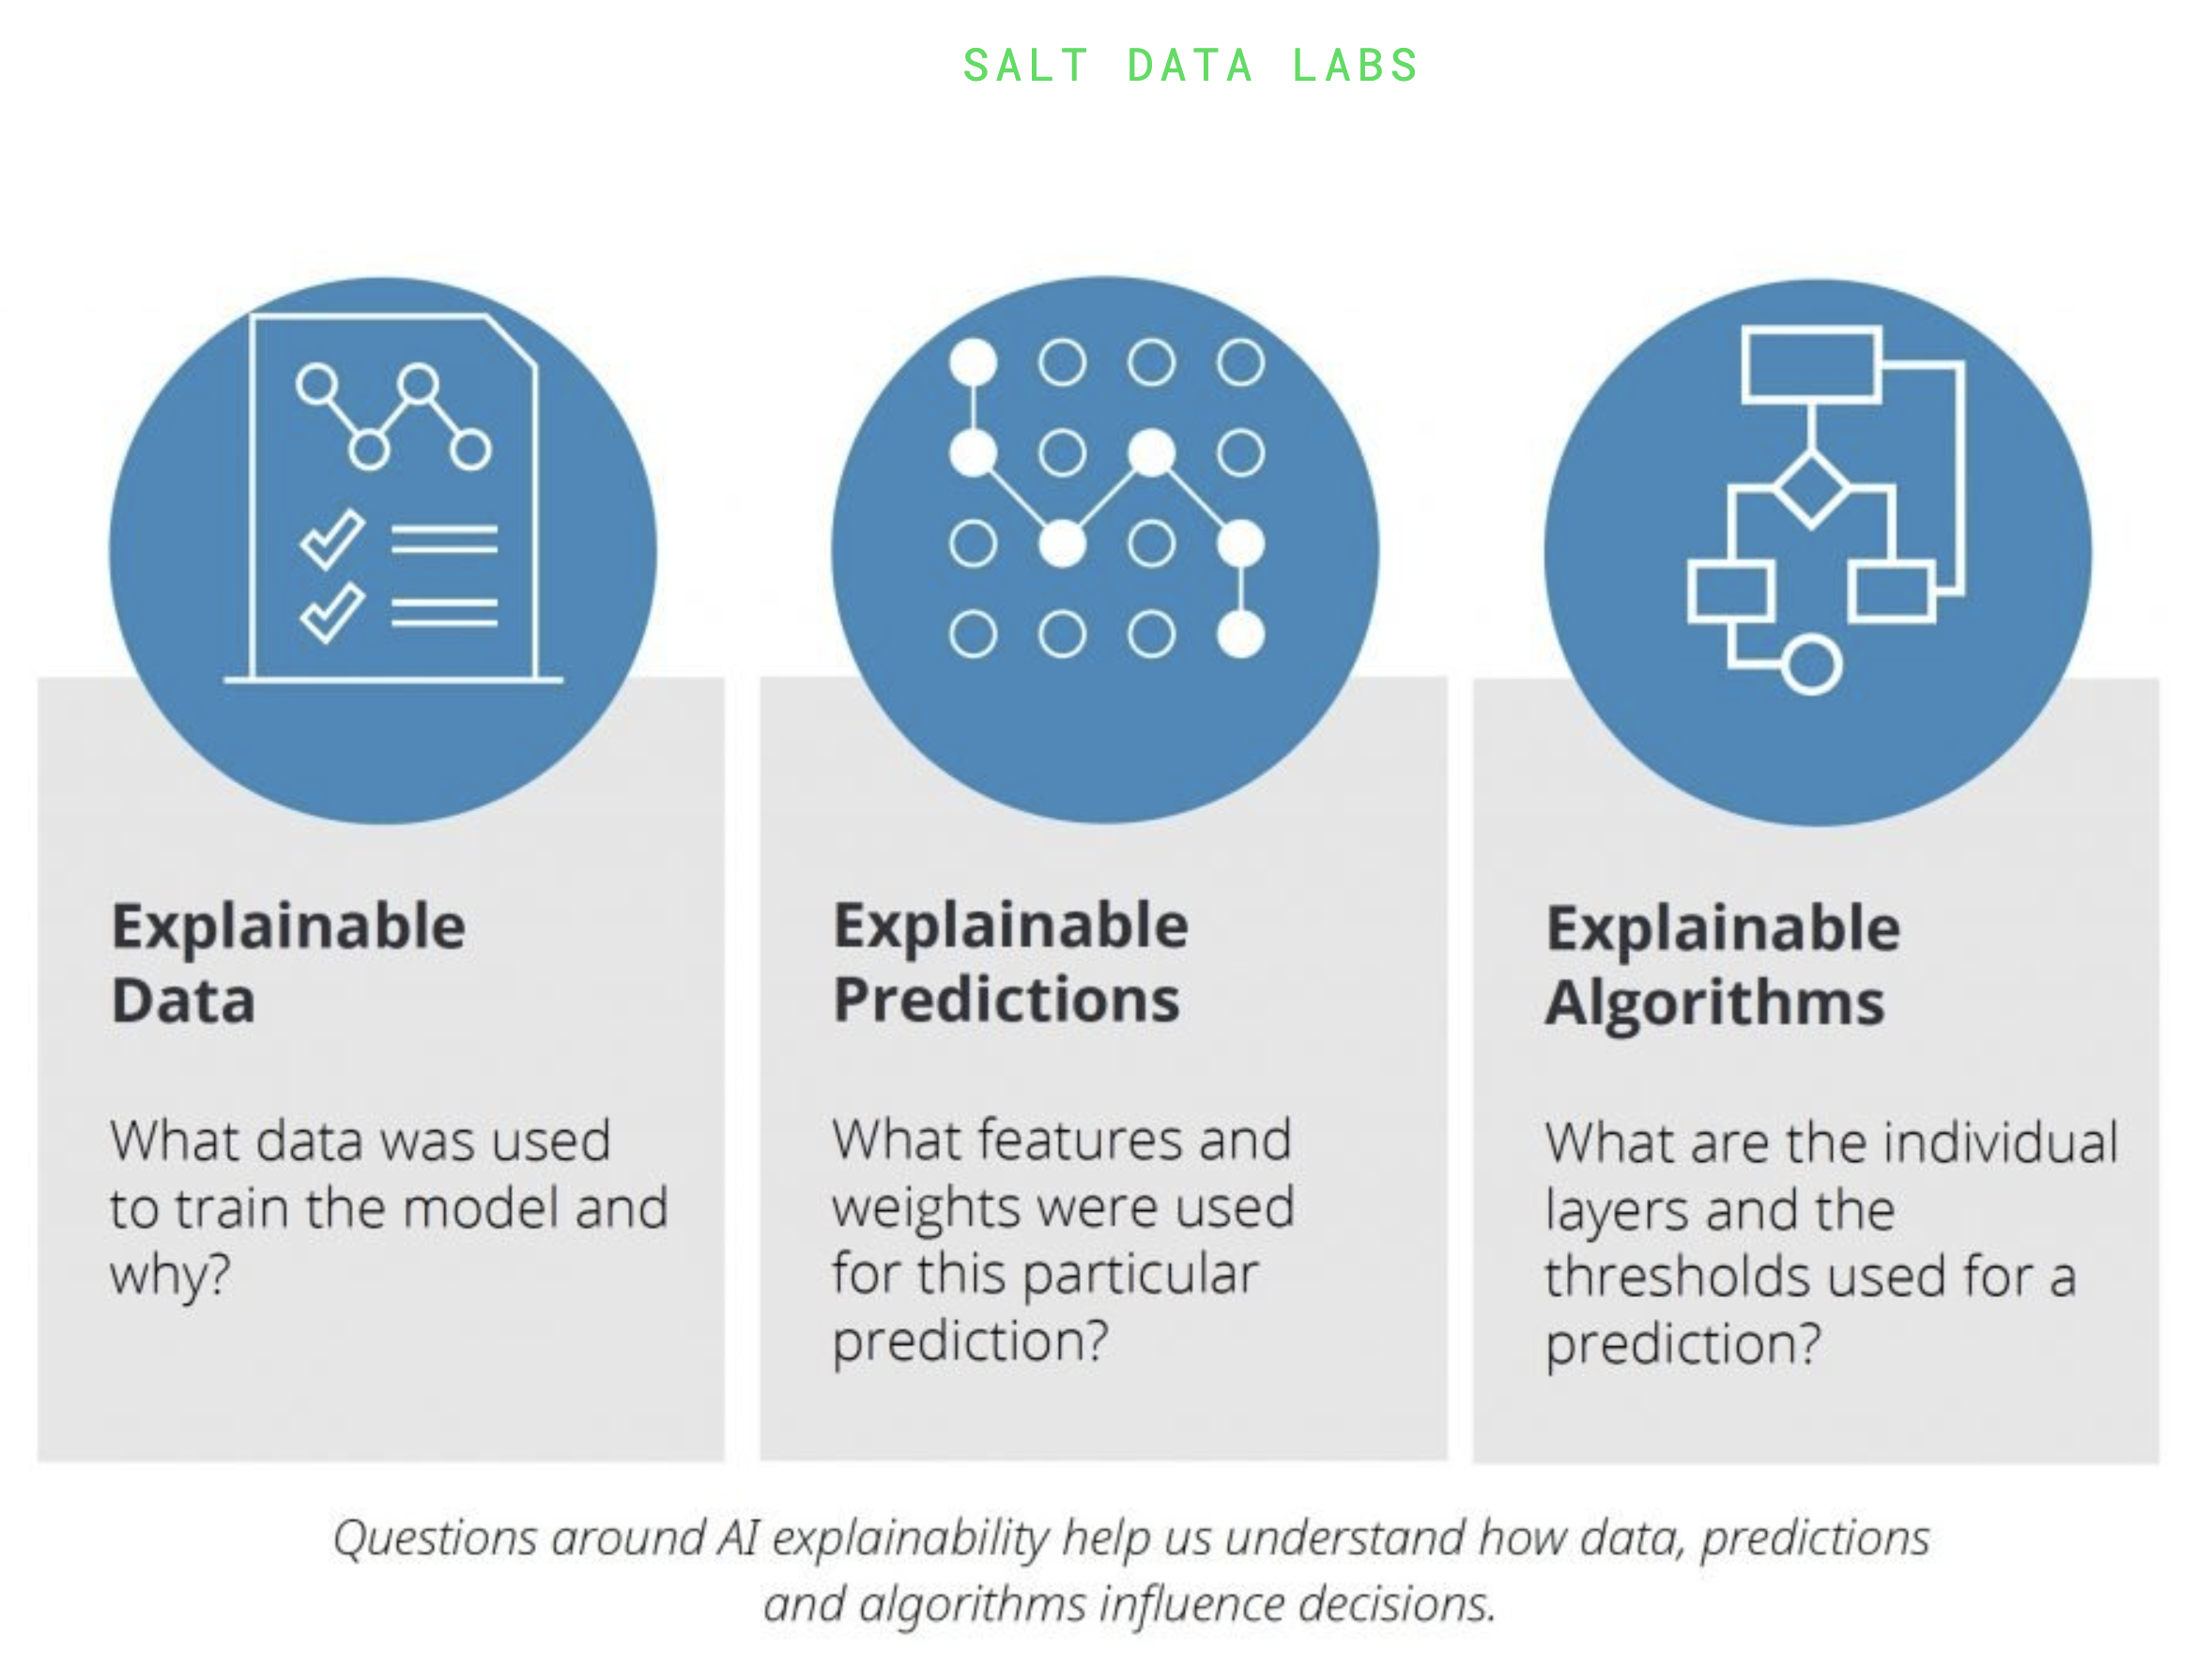 SALT DATA LABS
Explainable
Data
What data was used
to train the model and
why?
Explainable
Predictions
What features and
weights were used
for this particular
prediction?
Explainable
Algorithms
What are the individual
layers and the
thresholds used for a
prediction?
Questions around AI explainability help us understand how data, predictions
and algorithms influence decisions.